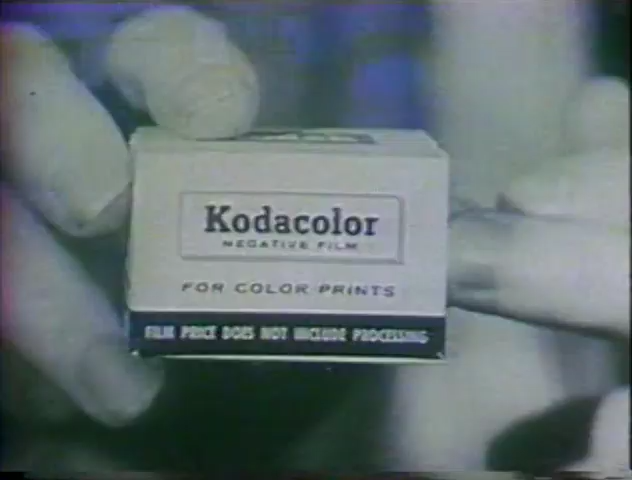 Kodacolor
NEGATIVE FILM
FOR COLOR PRINTS
FILM PRICE DOES NOT INCLUDE PROCESSING